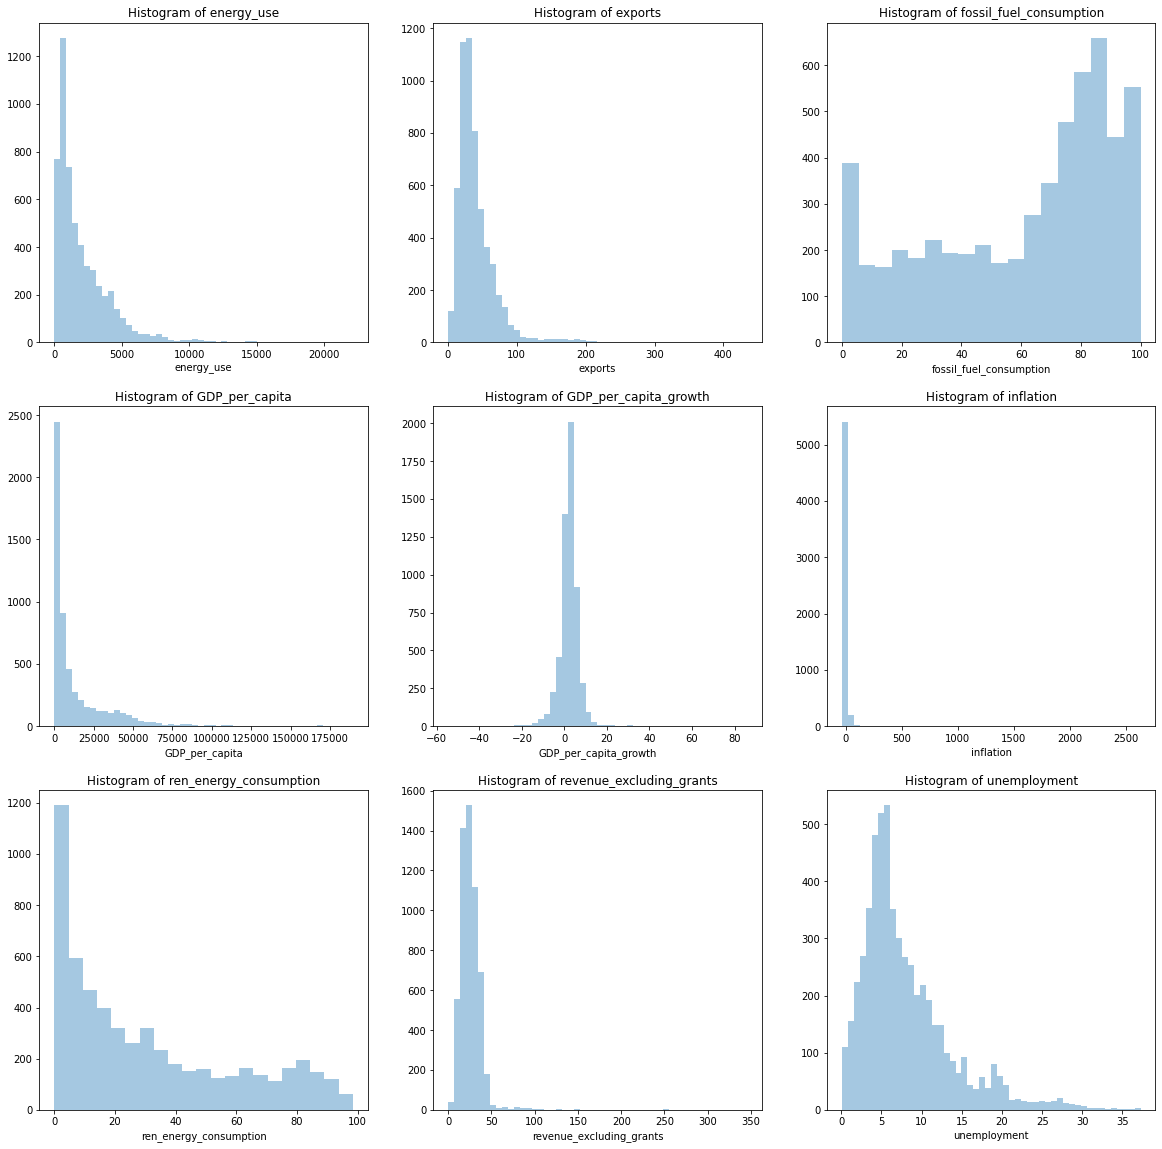 Histogram of energy_use
1200
1000
800
600
400
200
0
0 5000 10000 15000 20000
energy_use
Histogram of exports
1200
1000
800
600
400
200
0
0 100 200 300 400
exports
Histogram of fossil_fuel_consumption
600
500
400
300
200
100
0
0 20 40 60 80 100
fossil_fuel_consumption
Histogram of GDP_per_capita
2500
2000
1500
1000
500
0
0 25000 50000 75000 100000 125000 150000 175000
GDP_per_capita
Histogram of GDP_per_capita_growth
2000
1750
1500
1250
1000
750
500
250
0
−60 −40 −20 0 20 40 60 80
GDP_per_capita_growth
Histogram of inflation
5000
4000
3000
2000
1000
0
0 500 1000 1500 2000 2500
inflation
Histogram of ren_energy_consumption
1200
1000
800
600
400
200
0
0 20 40 60 80 100
ren_energy_consumption
Histogram of revenue_excluding_grants
1600
1400
1200
1000
800
600
400
200
0
0 50 100 150 200 250 300 350
revenue_excluding_grants
Histogram of unemployment
500
400
300
200
100
0
0 5 10 15 20 25 30 35
unemployment